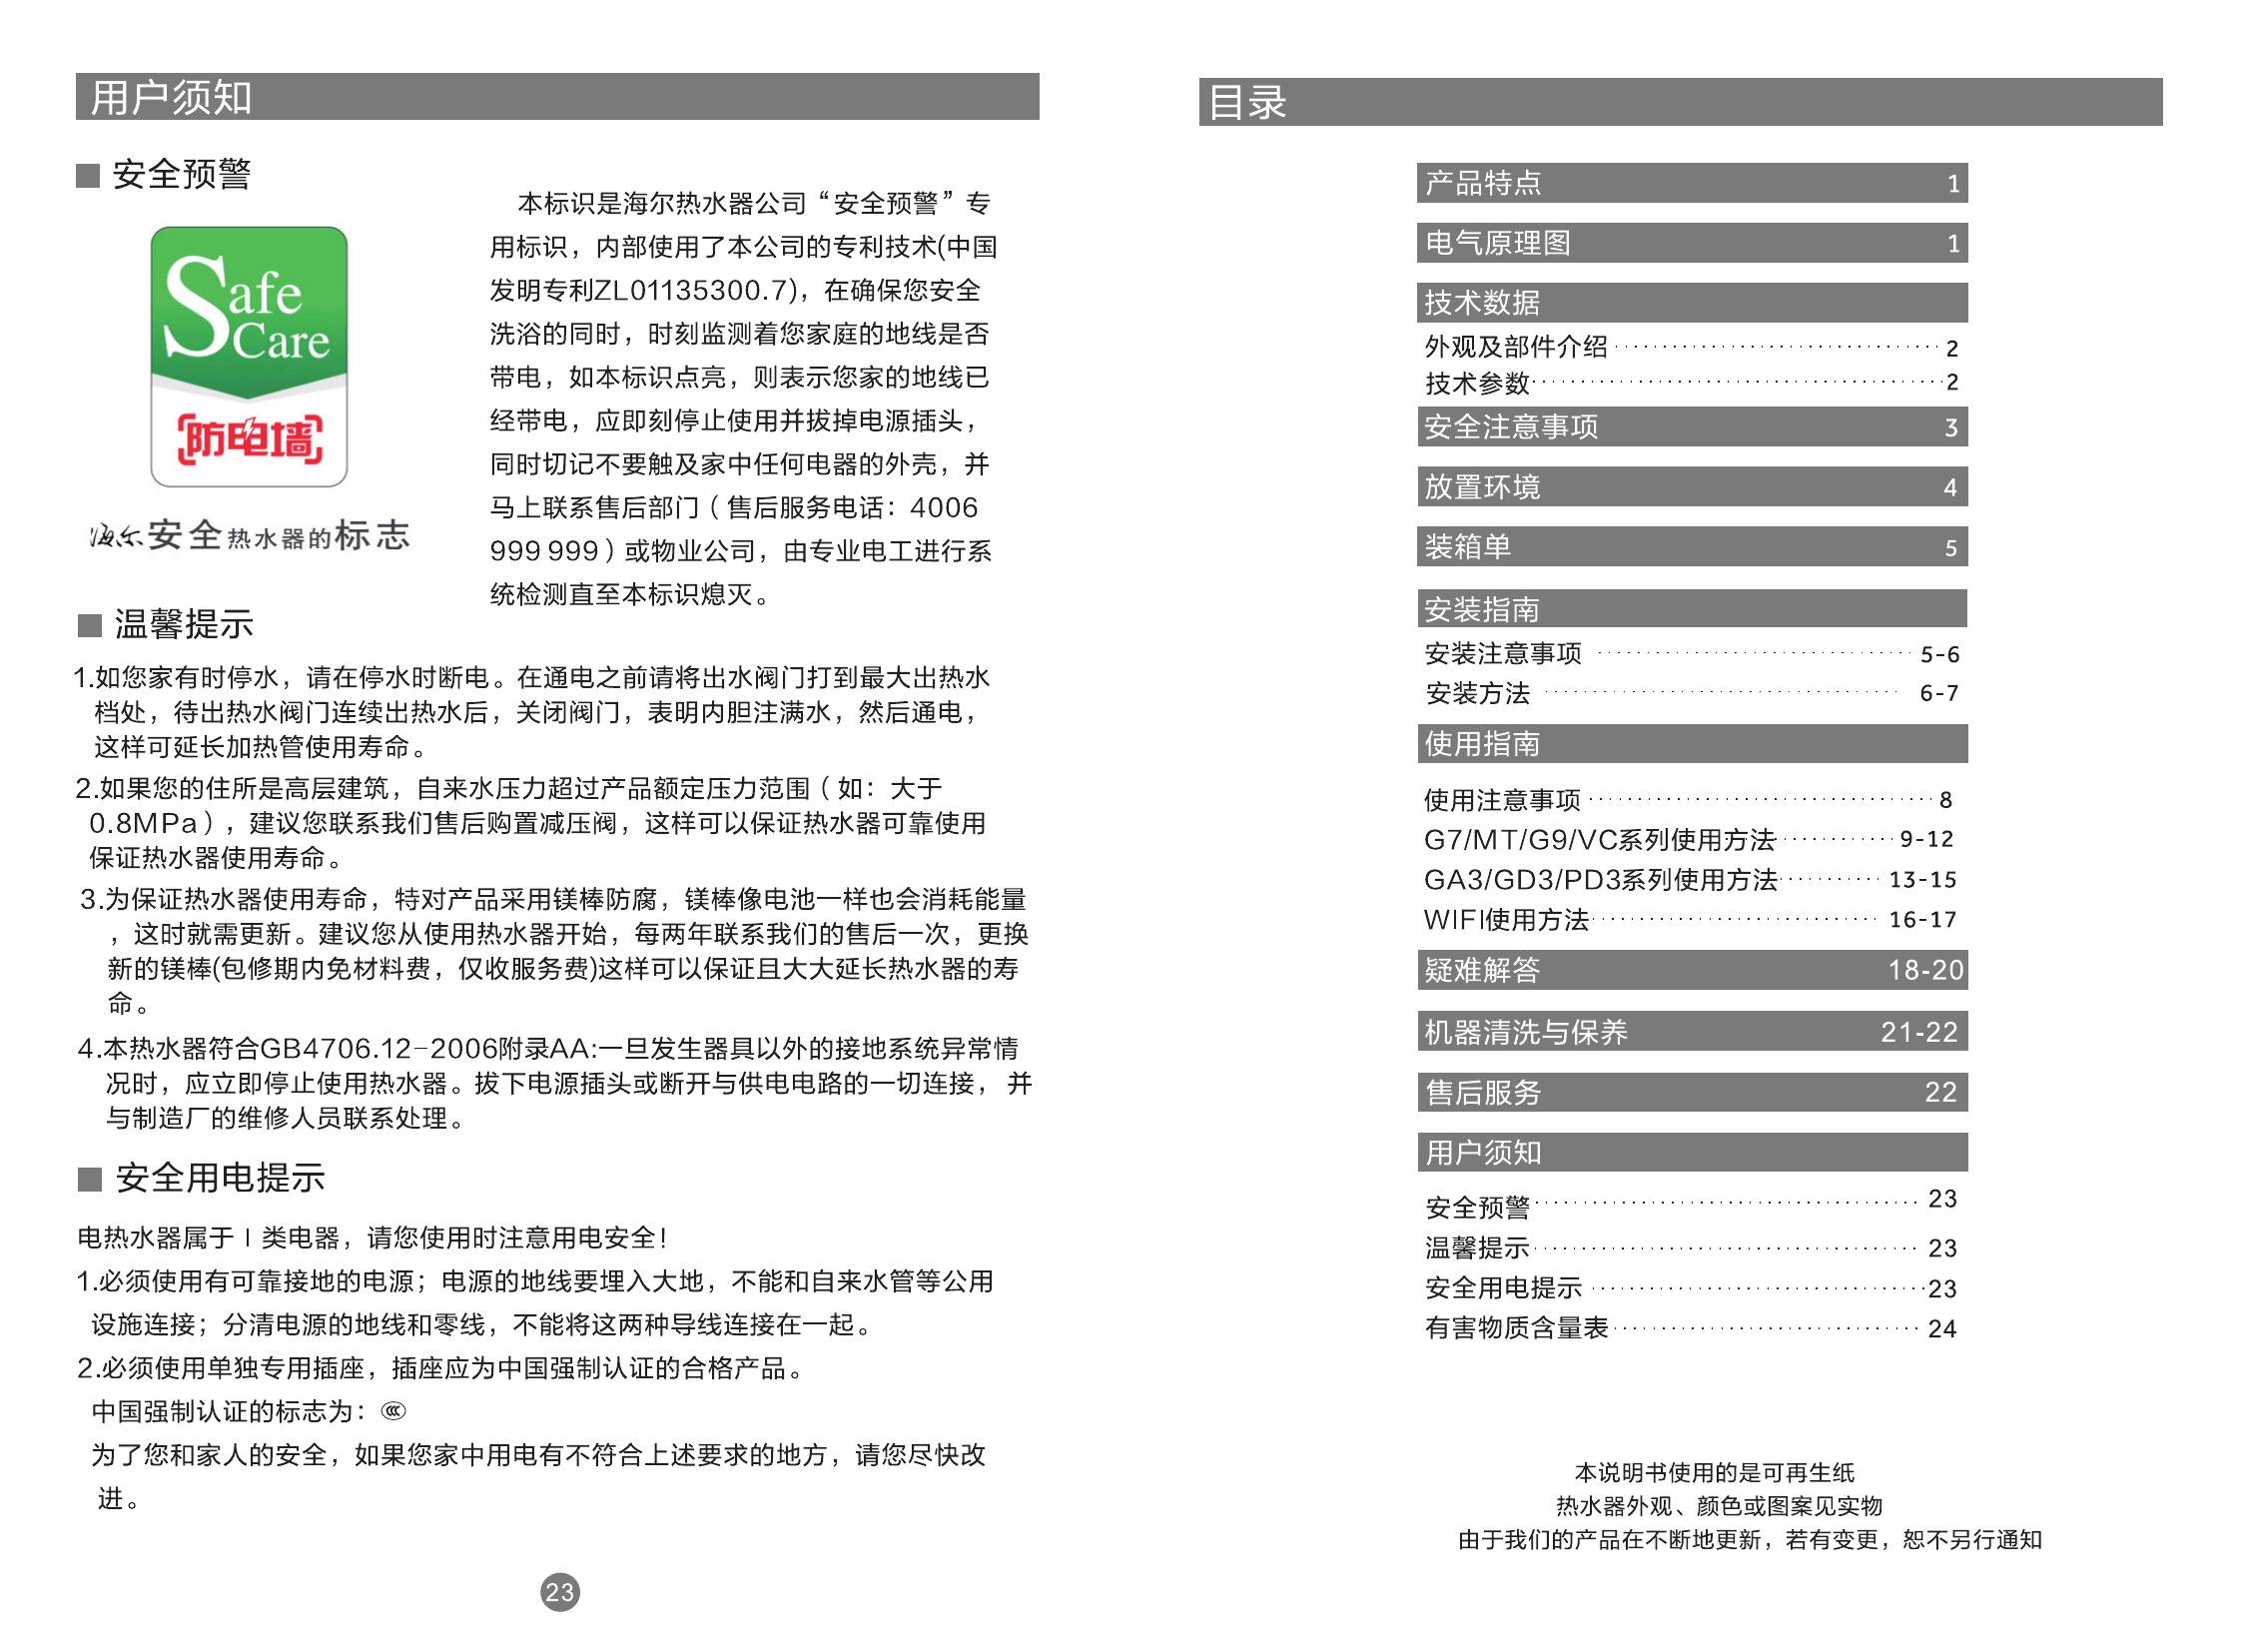 用户须知
安全预警
Safe
Care
防电墙
海尔安全热水器的标志
本标识是海尔热水器公司“安全预警”专
用标识，内部使用了本公司的专利技术(中国
发明专利ZL01135300.7)，在确保您安全
洗浴的同时，时刻监测着您家庭的地线是否
带电，如本标识点亮，则表示您家的地线已
经带电，应即刻停止使用并拔掉电源插头，
同时切记不要触及家中任何电器的外壳，并
马上联系售后部门（售后服务电话：4006
999 999）或物业公司，由专业电工进行系
统检测直至本标识熄灭。
温馨提示
1.如您家有时停水，请在停水时断电。在通电之前请将出水阀门打到最大出热水
档处，待出热水阀门连续出热水后，关闭阀门，表明内胆注满水，然后通电，
这样可延长加热管使用寿命。
2.如果您的住所是高层建筑，自来水压力超过产品额定压力范围（如：大于
0.8MPa），建议您联系我们售后购置减压阀，这样可以保证热水器可靠使用
保证热水器使用寿命。
3.为保证热水器使用寿命，特对产品采用镁棒防腐，镁棒像电池一样也会消耗能量
，这时就需更新。建议您从使用热水器开始，每两年联系我们的售后一次，更换
新的镁棒(包修期内免材料费，仅收服务费)这样可以保证且大大延长热水器的寿
命。
4.本热水器符合GB4706.12-2006附录AA:一旦发生器具以外的接地系统异常情
况时，应立即停止使用热水器。拔下电源插头或断开与供电电路的一切连接，并
与制造厂的维修人员联系处理。
安全用电提示
电热水器属于 I 类电器，请您使用时注意用电安全！
1.必须使用有可靠接地的电源；电源的地线要埋入大地，不能和自来水管等公用
设施连接；分清电源的地线和零线，不能将这两种导线连接在一起。
2.必须使用单独专用插座，插座应为中国强制认证的合格产品。
中国强制认证的标志为：CCC
为了您和家人的安全，如果您家中用电有不符合上述要求的地方，请您尽快改
进。
23
目录
产品特点 1
电气原理图 1
技术数据
外观及部件介绍 2
技术参数 2
安全注意事项 3
放置环境 4
装箱单 5
安装指南
安装注意事项 5-6
安装方法 6-7
使用指南
使用注意事项 8
G7/MT/G9/VC系列使用方法 9-12
GA3/GD3/PD3系列使用方法 13-15
WIFI使用方法 16-17
疑难解答 18-20
机器清洗与保养 21-22
售后服务 22
用户须知
安全预警 23
温馨提示 23
安全用电提示 23
有害物质含量表 24
本说明书使用的是可再生纸
热水器外观、颜色或图案见实物
由于我们的产品在不断地更新，若有变更，恕不另行通知